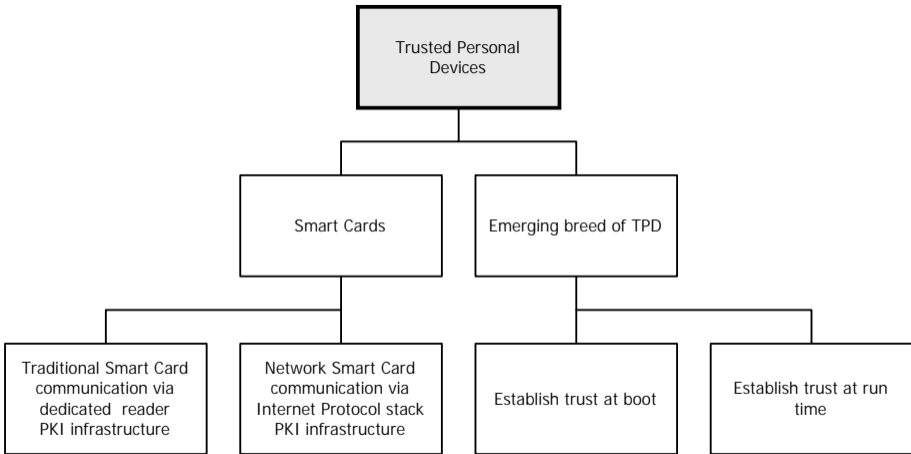 Trusted Personal
Devices
Smart Cards
Emerging breed of TPD
Traditional Smart Card
communication via
dedicated reader
PKI infrastructure
Network Smart Card
communication via
Internet Protocol stack
PKI infrastructure
Establish trust at boot
Establish trust at run
time